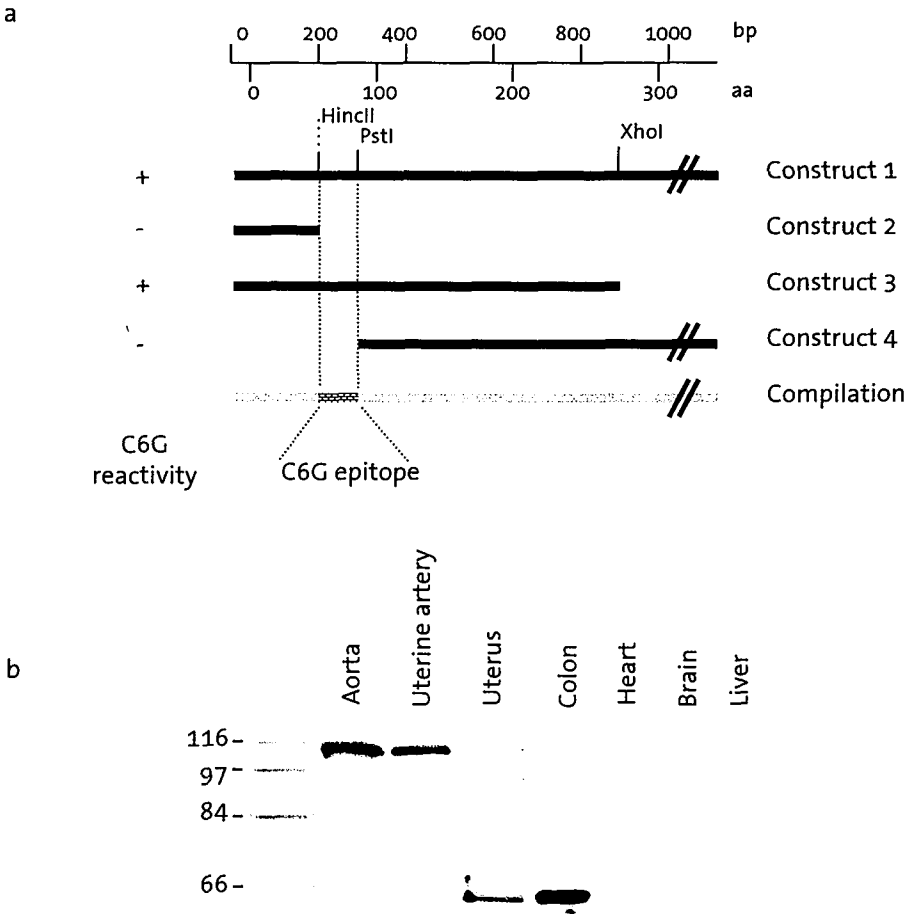 a
0 200 400 600 800 1000 bp
0 100 200 300 aa
HincII
PstI
XhoI
+ Construct 1
- Construct 2
+ Construct 3
- Construct 4
Compilation
C6G
reactivity
C6G epitope
b
Aorta
Uterine artery
Uterus
Colon
Heart
Brain
Liver
116
97
84
66